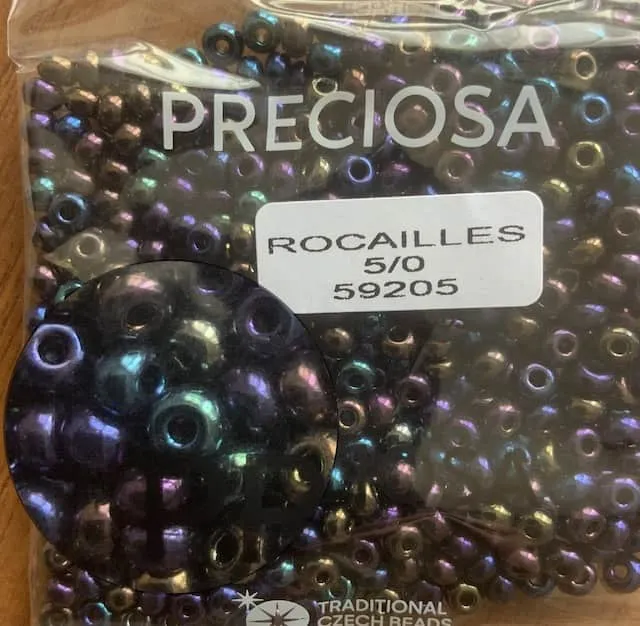 PRECIOSA
ROCAILLES
5/0
59205
TRADITIONAL
CZECH BEADS